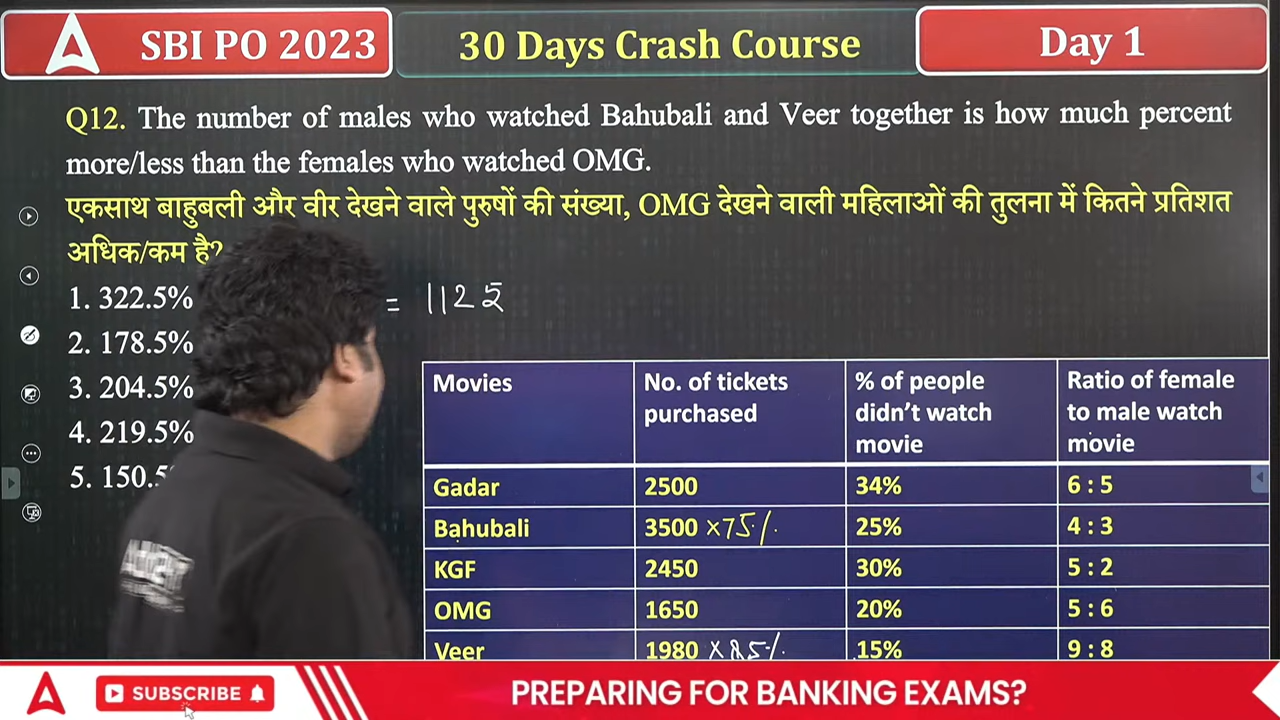 SBI PO 2023
30 Days Crash Course
Day 1
Q12. The number of males who watched Bahubali and Veer together is how much percent
more/less than the females who watched OMG.
एकसाथ बाहुबली और वीर देखने वाले पुरुषों की संख्या, OMG देखने वाली महिलाओं की तुलना में कितने प्रतिशत
अधिक/कम है?
1. 322.5%
= 1125
2. 178.5%
3. 204.5%
4. 219.5%
5. 150.5
Movies No. of tickets purchased % of people didn't watch movie Ratio of female to male watch movie
Gadar 2500 34% 6 : 5
Bahubali 3500 ×75% 25% 4 : 3
KGF 2450 30% 5 : 2
OMG 1650 20% 5 : 6
Veer 1980 ×85% 15% 9 : 8
SUBSCRIBE
PREPARING FOR BANKING EXAMS?